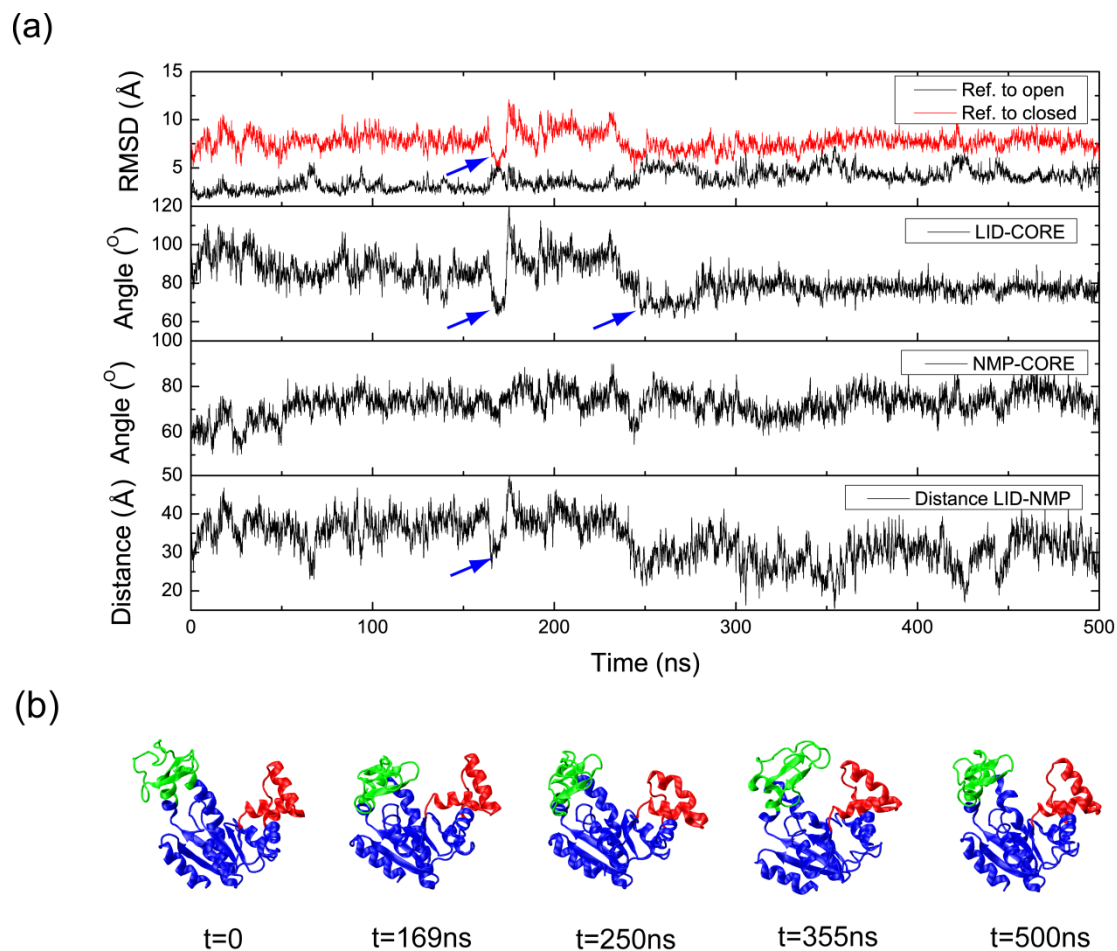 (a)
RMSD (Å)
15
10
5
Ref. to open
Ref. to closed
Angle (O)
120
100
80
60
LID-CORE
Angle (O)
100
80
60
NMP-CORE
Distance (Å)
50
40
30
20
Distance LID-NMP
0 100 200 300 400 500
Time (ns)
(b)
t=0 t=169ns t=250ns t=355ns t=500ns